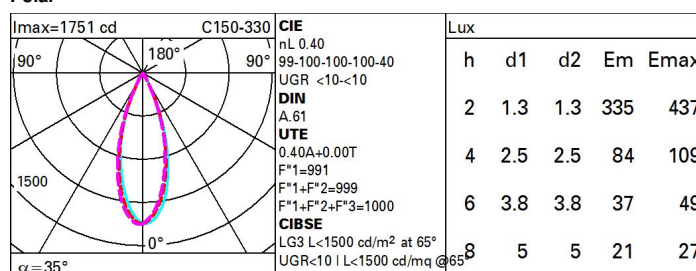 Polar
Imax=1751 cd C150-330
90° 180° 90°
1500
0°
α=35°
CIE
nL 0.40
99-100-100-100-40
UGR <10-<10
DIN
A.61
UTE
0.40A+0.00T
F"1=991
F"1+F"2=999
F"1+F"2+F"3=1000
CIBSE
LG3 L<1500 cd/m² at 65°
UGR<10 | L<1500 cd/mq @65°
Lux
h d1 d2 Em Emax
2 1.3 1.3 335 437
4 2.5 2.5 84 109
6 3.8 3.8 37 49
8 5 5 21 27